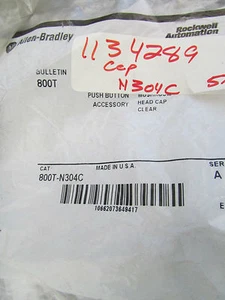 Allen-Bradley
Rockwell
Automation
1134289
Cap
N304C
BULLETIN
800T
PUSH BUTTON
ACCESSORY HEAD CAP
CLEAR
CAT MADE IN U.S.A. SER
800T-N304C A
10662073649417
E